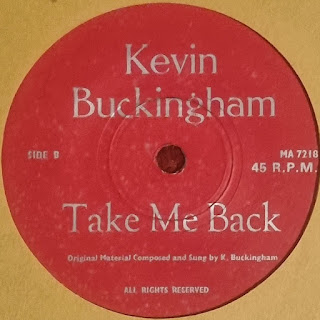 Kevin
Buckingham
SIDE B
MA 7218
45 R.P.M.
Take Me Back
Original Material Composed and Sung by K. Buckingham
ALL RIGHTS RESERVED